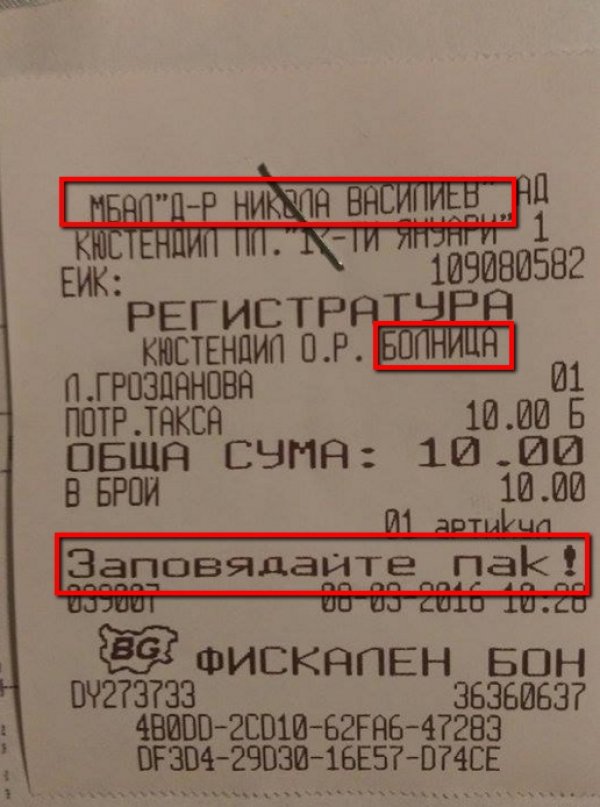 МБАЛ"Д-Р НИКОЛА ВАСИЛИЕВ" АД
КЮСТЕНДИЛ ПЛ."17-ТИ ЯНУАРИ" 1
ЕИК: 109080582
РЕГИСТРАТУРА
КЮСТЕНДИЛ О.Р. БОЛНИЦА
Л.ГРОЗДАНОВА 01
ПОТР.ТАКСА 10.00 Б
ОБЩА СУМА: 10.00
В БРОЙ 10.00
01 артикул
Заповядайте пак!
039007 08-03-2016 10:28
BG ФИСКАЛЕН БОН
DY273733 36360637
4B0DD-2CD10-62FA6-47283
DF3D4-29D30-16E57-D74CE